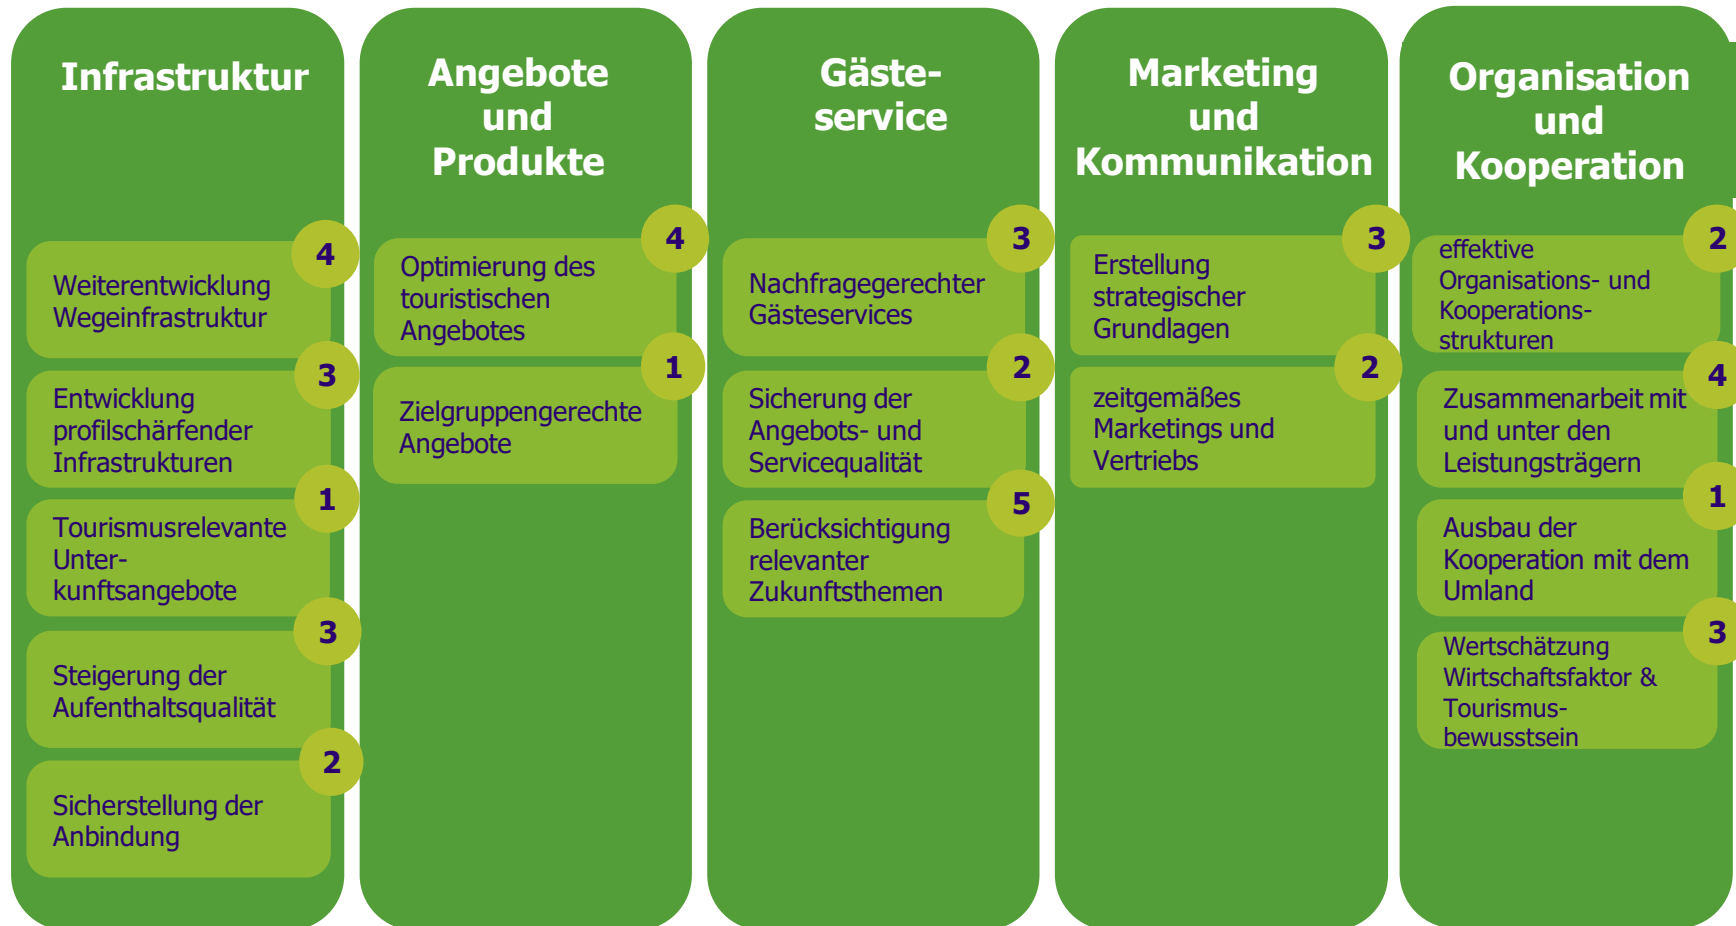 Infrastruktur
4
Weiterentwicklung
Wegeinfrastruktur
3
Entwicklung
profilschärfender
Infrastrukturen
1
Tourismusrelevante
Unter-
kunftsangebote
3
Steigerung der
Aufenthaltsqualität
2
Sicherstellung der
Anbindung
Angebote
und
Produkte
4
Optimierung des
touristischen
Angebotes
1
Zielgruppengerechte
Angebote
Gäste-
service
3
Nachfragegerechter
Gästeservices
2
Sicherung der
Angebots- und
Servicequalität
5
Berücksichtigung
relevanter
Zukunftsthemen
Marketing
und
Kommunikation
3
Erstellung
strategischer
Grundlagen
2
zeitgemäßes
Marketings und
Vertriebs
Organisation
und
Kooperation
2
effektive
Organisations- und
Kooperations-
strukturen
4
Zusammenarbeit mit
und unter den
Leistungsträgern
1
Ausbau der
Kooperation mit dem
Umland
3
Wertschätzung
Wirtschaftsfaktor &
Tourismus-
bewusstsein